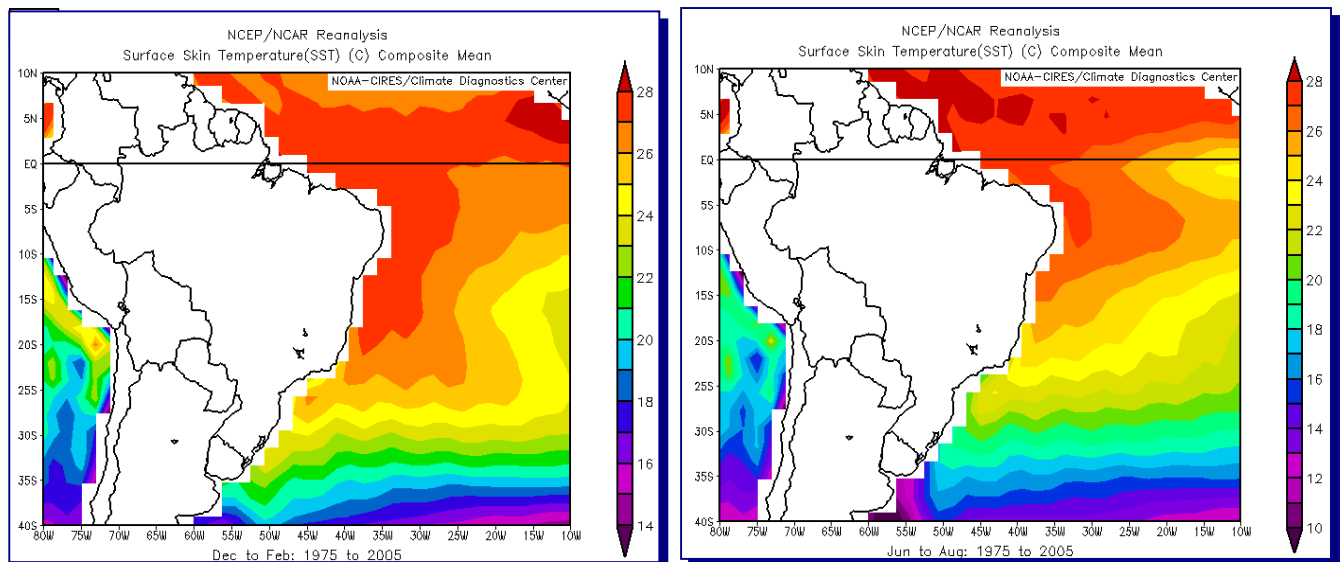 NCEP/NCAR Reanalysis
Surface Skin Temperature(SST) (C) Composite Mean
NOAA-CIRES/Climate Diagnostics Center
10N
5N
EQ
5S
10S
15S
20S
25S
30S
35S
40S
80W 75W 70W 65W 60W 55W 50W 45W 40W 35W 30W 25W 20W 15W 10W
28
26
24
22
20
18
16
14
Dec to Feb: 1975 to 2005
NCEP/NCAR Reanalysis
Surface Skin Temperature(SST) (C) Composite Mean
NOAA-CIRES/Climate Diagnostics Center
10N
5N
EQ
5S
10S
15S
20S
25S
30S
35S
40S
80W 75W 70W 65W 60W 55W 50W 45W 40W 35W 30W 25W 20W 15W 10W
28
26
24
22
20
18
16
14
12
10
Jun to Aug: 1975 to 2005